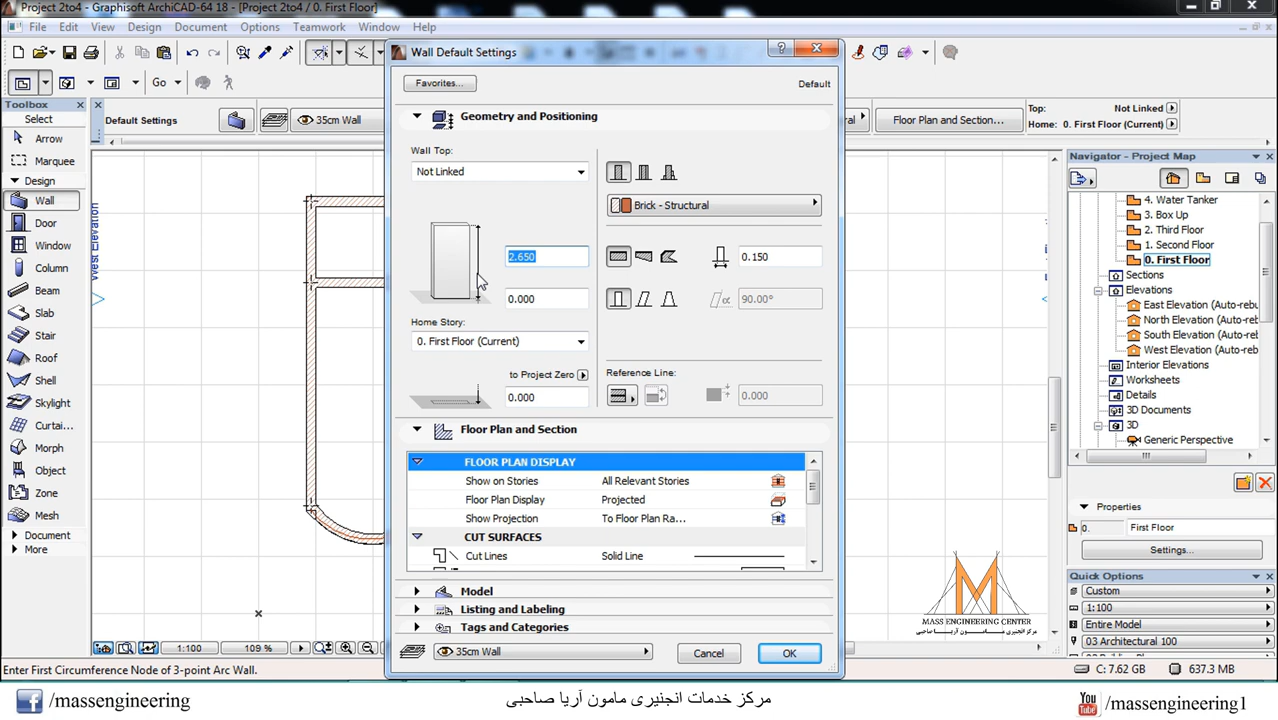 Project 2to4 - Graphisoft ArchiCAD-64 18 - [Project 2to4 / 0. First Floor]
File Edit View Design Document Options Teamwork Window Help
Go
Toolbox
Select
Arrow
Marquee
Design
Wall
Door
Window
Column
Beam
Slab
Stair
Roof
Shell
Skylight
Curtai...
Morph
Object
Zone
Mesh
Document
More
Default Settings
35cm Wall
Floor Plan and Section...
Top: Not Linked
Home: 0. First Floor (Current)
West Elevation
Wall Default Settings
Favorites...
Default
Geometry and Positioning
Wall Top:
Not Linked
Brick - Structural
2.650
0.150
0.000
90.00°
Home Story:
0. First Floor (Current)
to Project Zero
Reference Line:
0.000
0.000
Floor Plan and Section
FLOOR PLAN DISPLAY
Show on Stories All Relevant Stories
Floor Plan Display Projected
Show Projection To Floor Plan Ra...
CUT SURFACES
Cut Lines Solid Line
Model
Listing and Labeling
Tags and Categories
35cm Wall
Cancel
OK
Navigator - Project Map
4. Water Tanker
3. Box Up
2. Third Floor
1. Second Floor
0. First Floor
Sections
Elevations
East Elevation (Auto-reb
North Elevation (Auto-reb
South Elevation (Auto-reb
West Elevation (Auto-reb
Interior Elevations
Worksheets
Details
3D Documents
3D
Generic Perspective
Properties
0. First Floor
Settings...
Quick Options
Custom
1:100
Entire Model
03 Architectural 100
MASS ENGINEERING CENTER
مرکز انجنیری مـامـون آریـا صاحبی
1:100 109 %
Enter First Circumference Node of 3-point Arc Wall.
C: 7.62 GB 637.3 MB
/massengineering
مرکز خدمات انجنیری مامون آریا صاحبی
You Tube /massengineering1